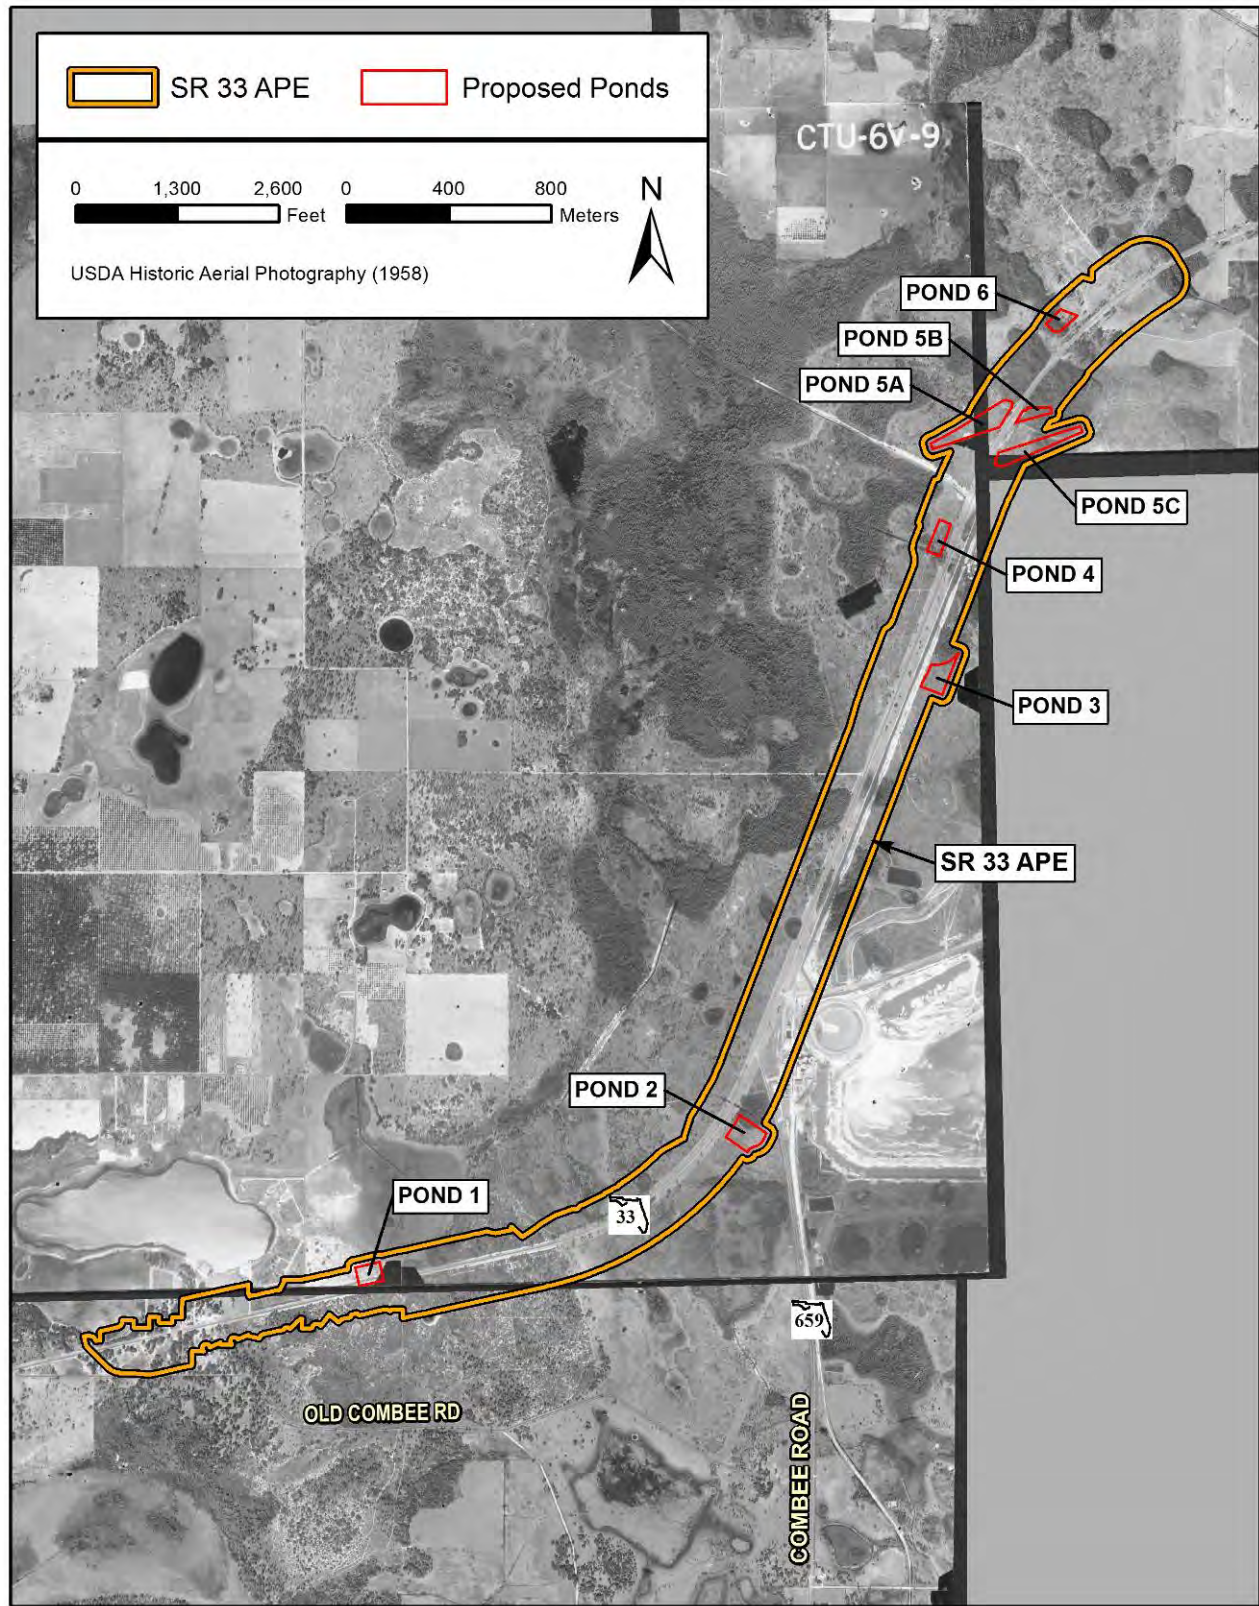 SR 33 APE Proposed Ponds
0 1,300 2,600 0 400 800
Feet Meters
N
USDA Historic Aerial Photography (1958)
CTU-6V-9
POND 6
POND 5B
POND 5A
POND 5C
POND 4
POND 3
SR 33 APE
POND 2
POND 1
33
659
OLD COMBEE RD
COMBEE ROAD